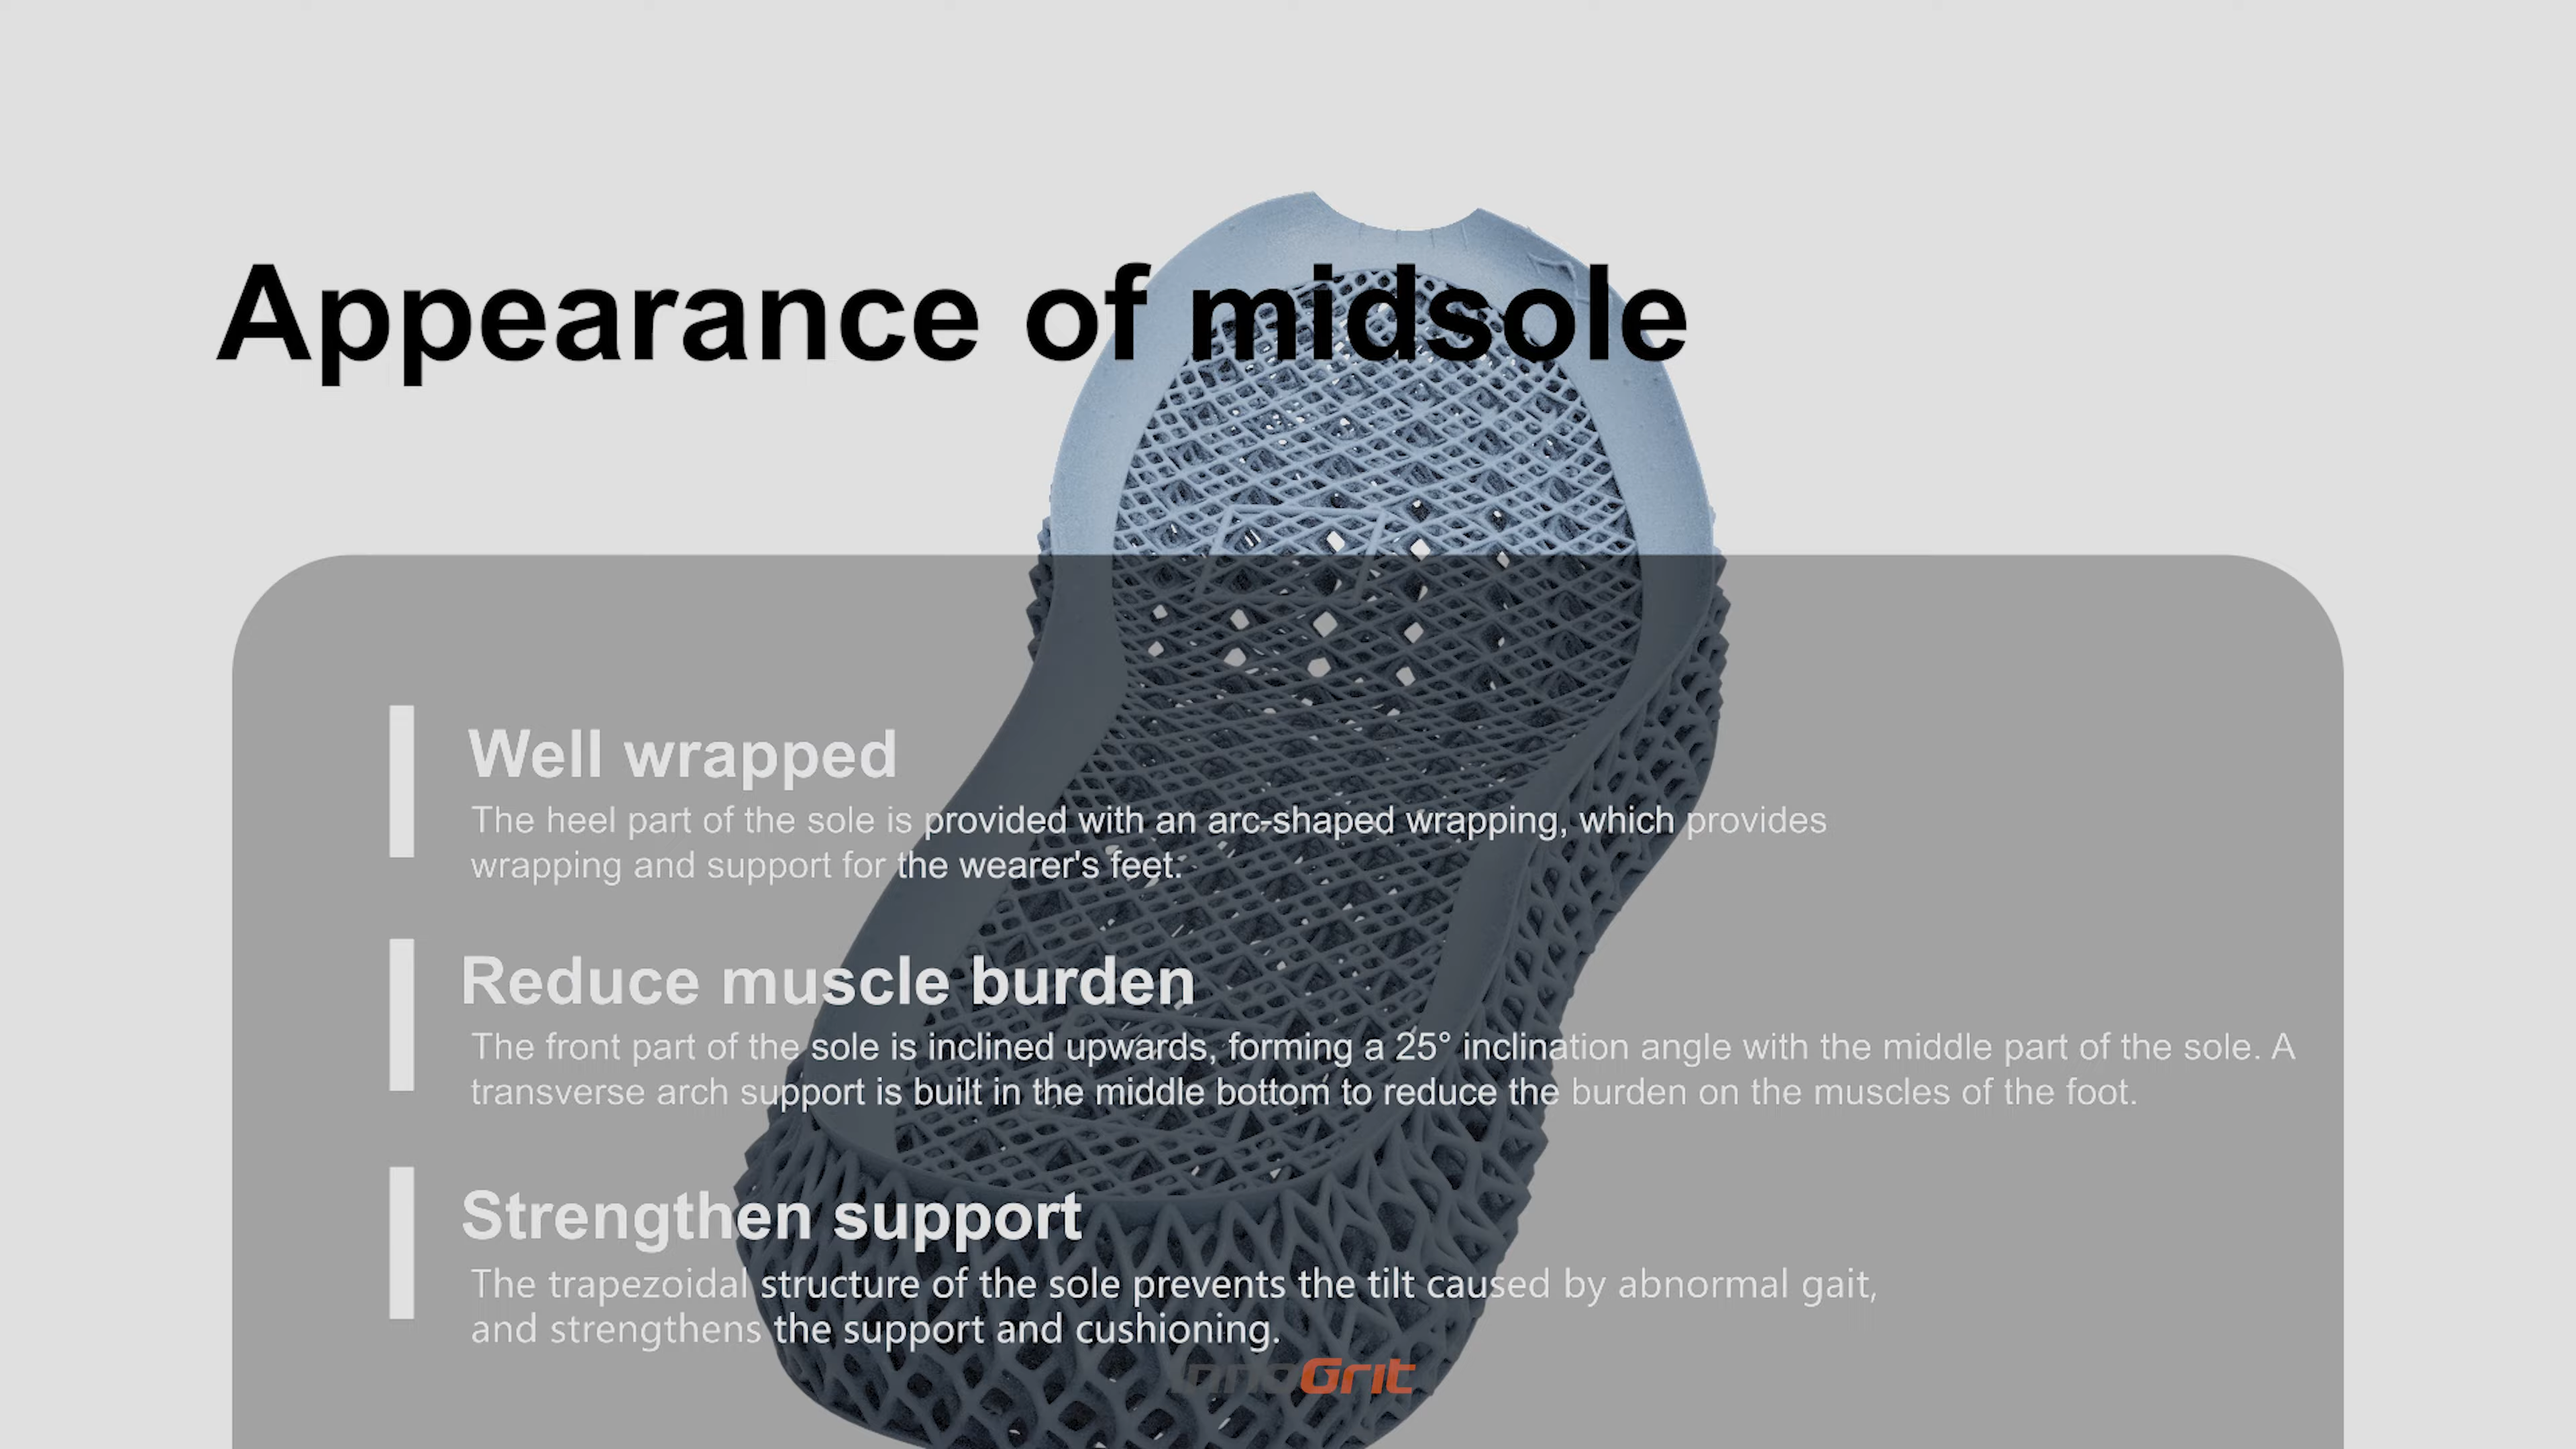 Appearance of midsole
Well wrapped
The heel part of the sole is provided with an arc-shaped wrapping, which provides
wrapping and support for the wearer's feet.
Reduce muscle burden
The front part of the sole is inclined upwards, forming a 25° inclination angle with the middle part of the sole. A
transverse arch support is built in the middle bottom to reduce the burden on the muscles of the foot.
Strengthen support
The trapezoidal structure of the sole prevents the tilt caused by abnormal gait,
and strengthens the support and cushioning.
InnoGrit